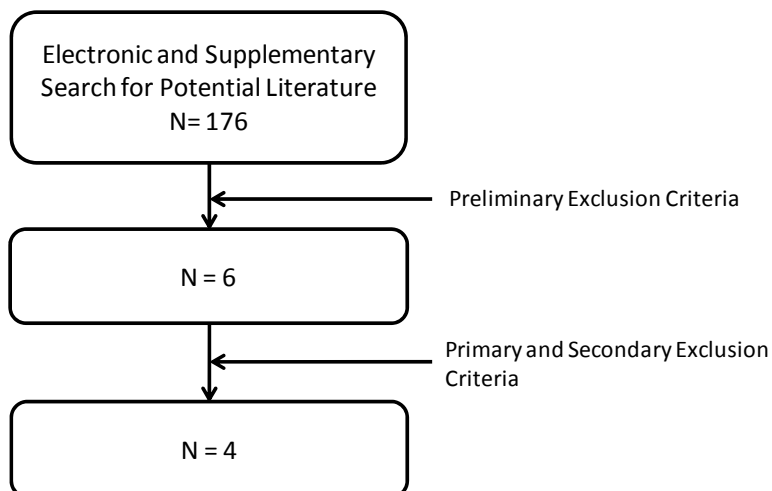 Electronic and Supplementary
Search for Potential Literature
N= 176
Preliminary Exclusion Criteria
N = 6
Primary and Secondary Exclusion
Criteria
N = 4